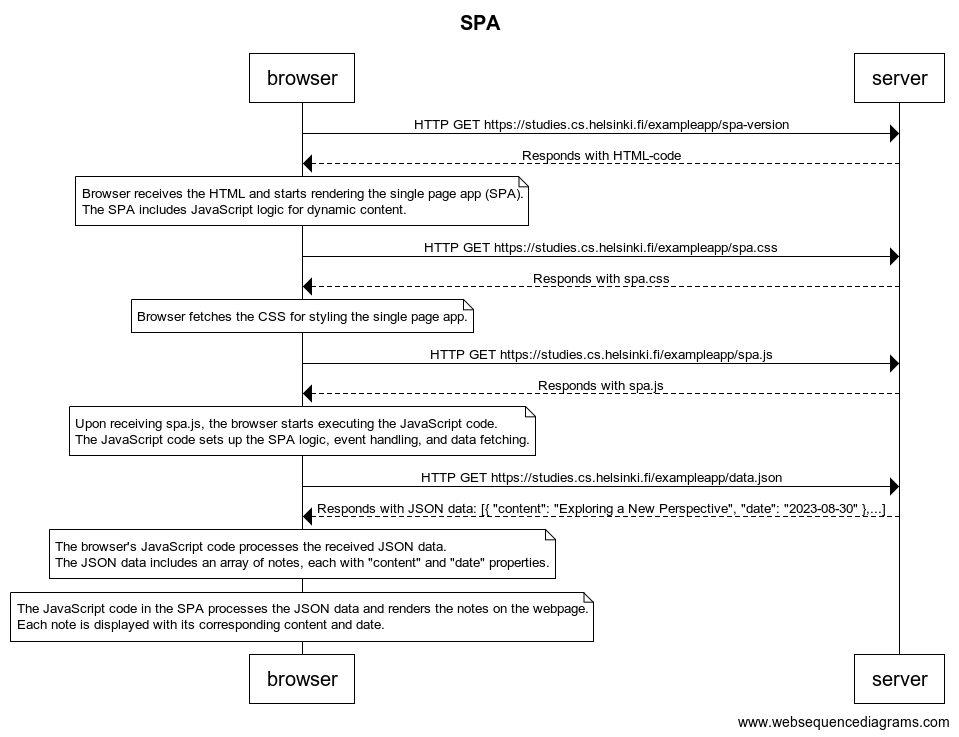 SPA
browser
server
HTTP GET https://studies.cs.helsinki.fi/exampleapp/spa-version
Responds with HTML-code
Browser receives the HTML and starts rendering the single page app (SPA).
The SPA includes JavaScript logic for dynamic content.
HTTP GET https://studies.cs.helsinki.fi/exampleapp/spa.css
Responds with spa.css
Browser fetches the CSS for styling the single page app.
HTTP GET https://studies.cs.helsinki.fi/exampleapp/spa.js
Responds with spa.js
Upon receiving spa.js, the browser starts executing the JavaScript code.
The JavaScript code sets up the SPA logic, event handling, and data fetching.
HTTP GET https://studies.cs.helsinki.fi/exampleapp/data.json
Responds with JSON data: [{ "content": "Exploring a New Perspective", "date": "2023-08-30" },...]
The browser's JavaScript code processes the received JSON data.
The JSON data includes an array of notes, each with "content" and "date" properties.
The JavaScript code in the SPA processes the JSON data and renders the notes on the webpage.
Each note is displayed with its corresponding content and date.
browser
server
www.websequencediagrams.com